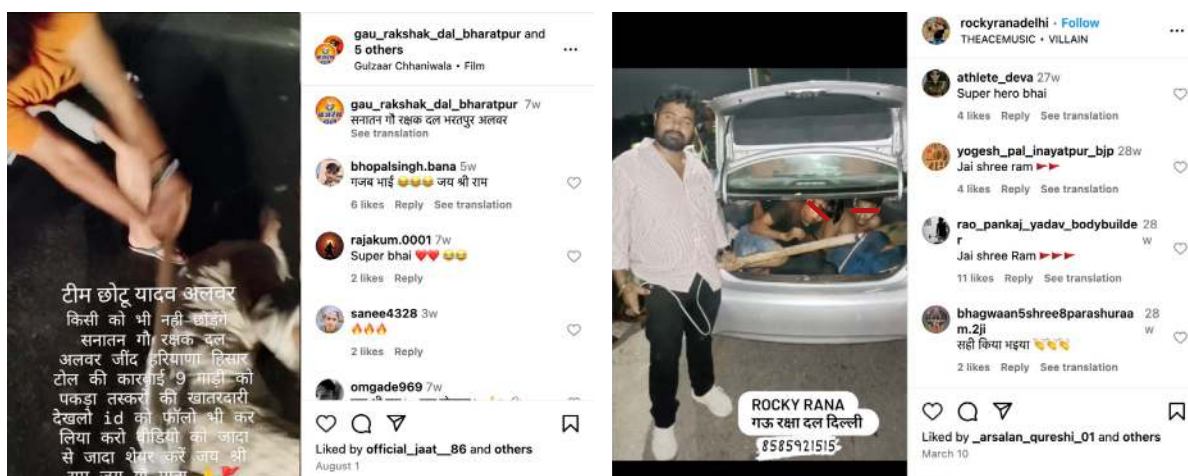 gau_rakshak_dal_bharatpur and
5 others
Gulzaar Chhaniwala • Film
gau_rakshak_dal_bharatpur 7w
सनातन गौ रक्षक दल भरतपुर अलवर
See translation
bhopalsingh.bana 5w
गजब भाई 😂😂😂 जय श्री राम
6 likes Reply See translation
rajakum.0001 7w
Super bhai ❤️❤️ 😂😂
2 likes Reply
sanee4328 3w
🔥🔥🔥
2 likes Reply
omgade969 7w
Liked by official_jaat__86 and others
August 1
टीम छोटू यादव अलवर
किसी को भी नही छोड़ेंगे
सनातन गौ रक्षक दल
अलवर जींद हरियाणा हिसार
टोल की कारवाई 9 गाड़ी को
पकड़ा तस्करों की खातरदारी
देखलो id को फॉलो भी कर
लिया करो वीडियो को जादा
से जादा शेयर करें जय श्री
राम जय गौ माता
rockyranadelhi • Follow
THEACEMUSIC • VILLAIN
athlete_deva 27w
Super hero bhai
4 likes Reply See translation
yogesh_pal_inayatpur_bjp 28w
Jai shree ram 🚩🚩
4 likes Reply See translation
rao_pankaj_yadav_bodybuilde 28
r w
Jai shree Ram 🚩🚩🚩
11 likes Reply See translation
bhagwaan5shree8parashuraa 28
m.2ji w
सही किया भइया 👏👏👏
2 likes Reply See translation
Liked by _arsalan_qureshi_01 and others
March 10
ROCKY RANA
गऊ रक्षा दल दिल्ली
8585921515